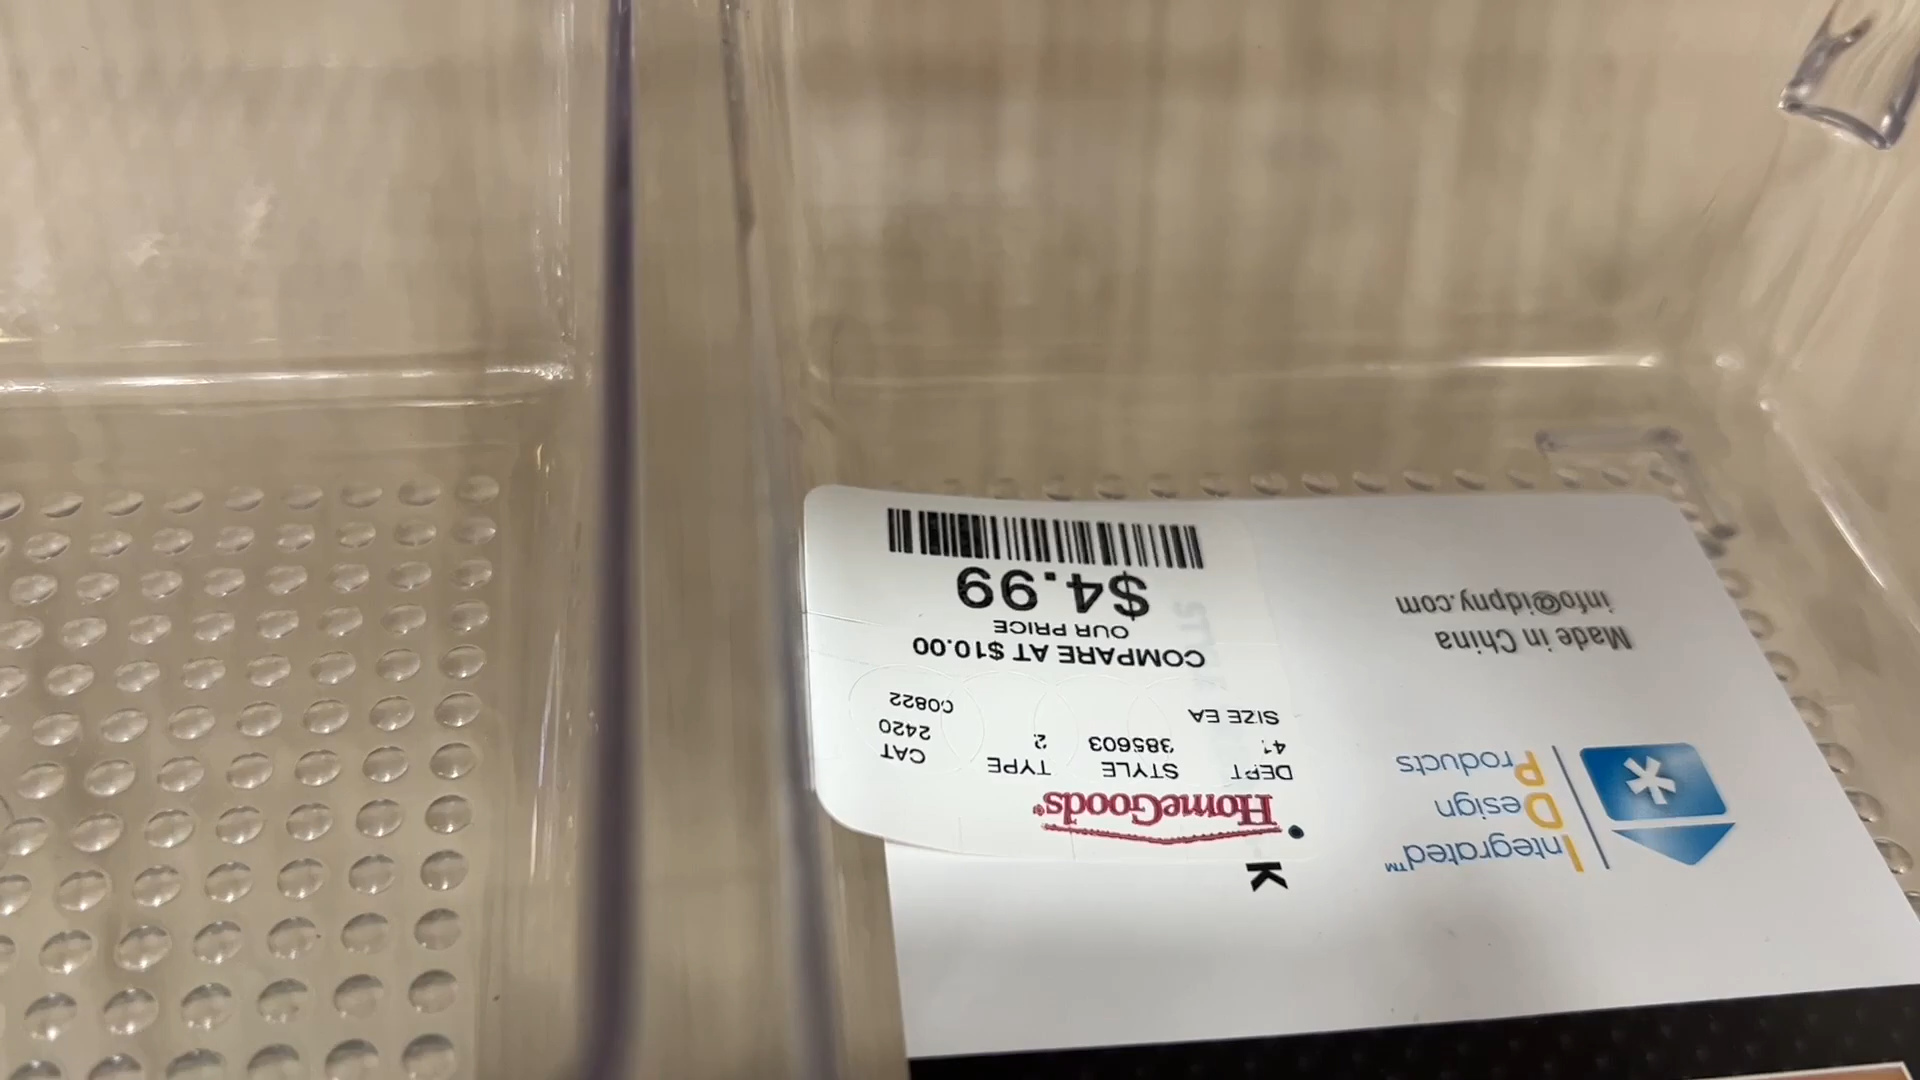 HomeGoods®
DEPT STYLE TYPE CAT
41 385603 2 2420
SIZE EA C0822
COMPARE AT $10.00
OUR PRICE
$4.99
K
Integrated™
Design
Products
Made in China
info@idpny.com